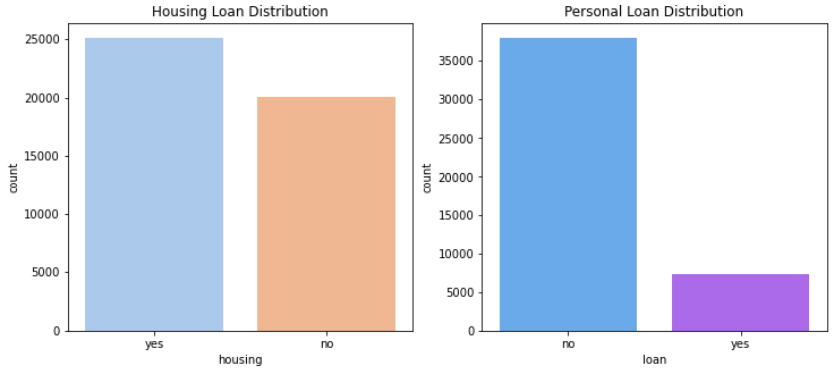 Housing Loan Distribution
25000
20000
15000
10000
5000
0
count
yes
no
housing
Personal Loan Distribution
35000
30000
25000
20000
15000
10000
5000
0
count
no
yes
loan